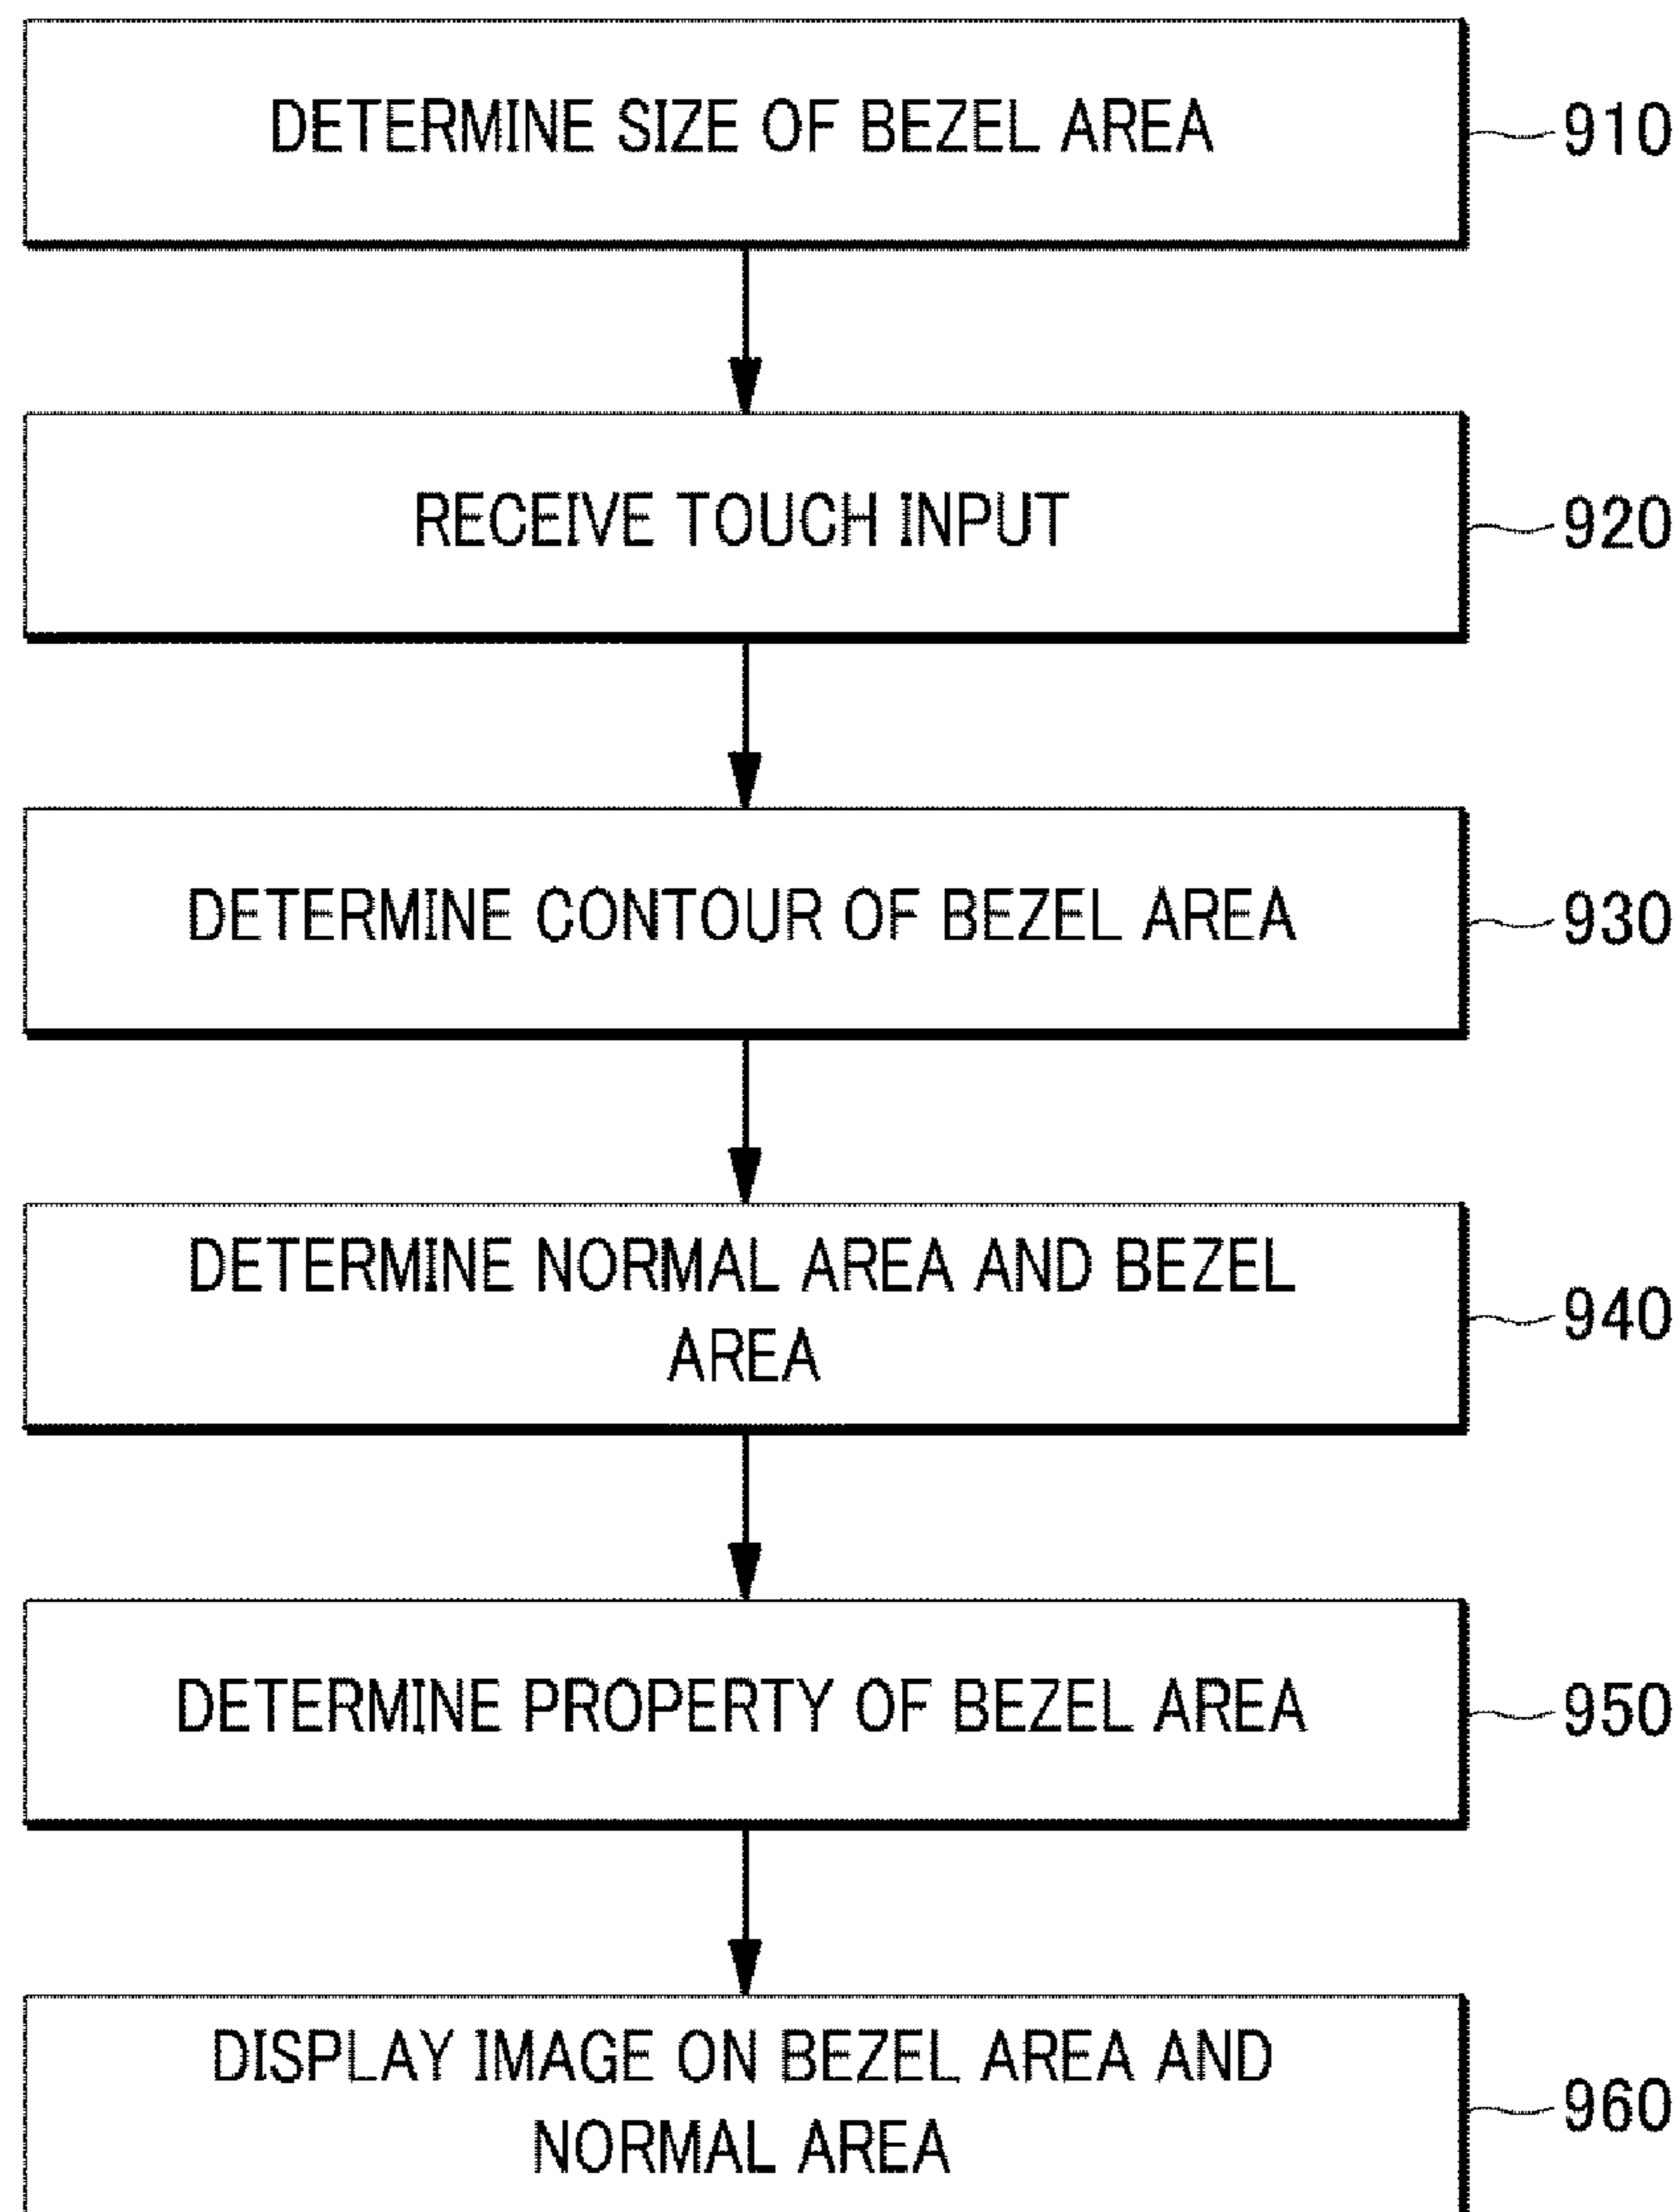 DETERMINE SIZE OF BEZEL AREA
910
RECEIVE TOUCH INPUT
920
DETERMINE CONTOUR OF BEZEL AREA
930
DETERMINE NORMAL AREA AND BEZEL
AREA
940
DETERMINE PROPERTY OF BEZEL AREA
950
DISPLAY IMAGE ON BEZEL AREA AND
NORMAL AREA
960